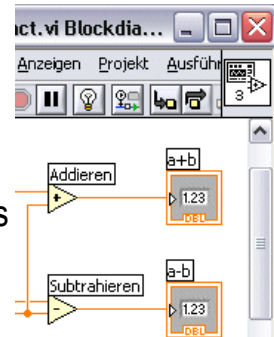 act.vi Blockdia...
Anzeigen Projekt Ausführ
3
a+b
Addieren
+
1.23
DBL
s
a-b
Subtrahieren
-
1.23
DBL